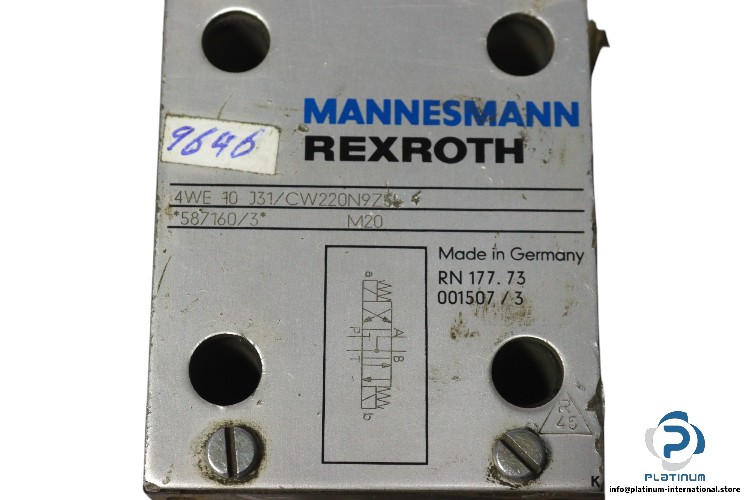 MANNESMANN
REXROTH
9646
4WE 10 J31/CW220N9Z5L
*587160/3* M20
Made in Germany
RN 177.73
001507 / 3
a
A
P
B
T
b
45
K
PLATINUM
info@platinum-international.store